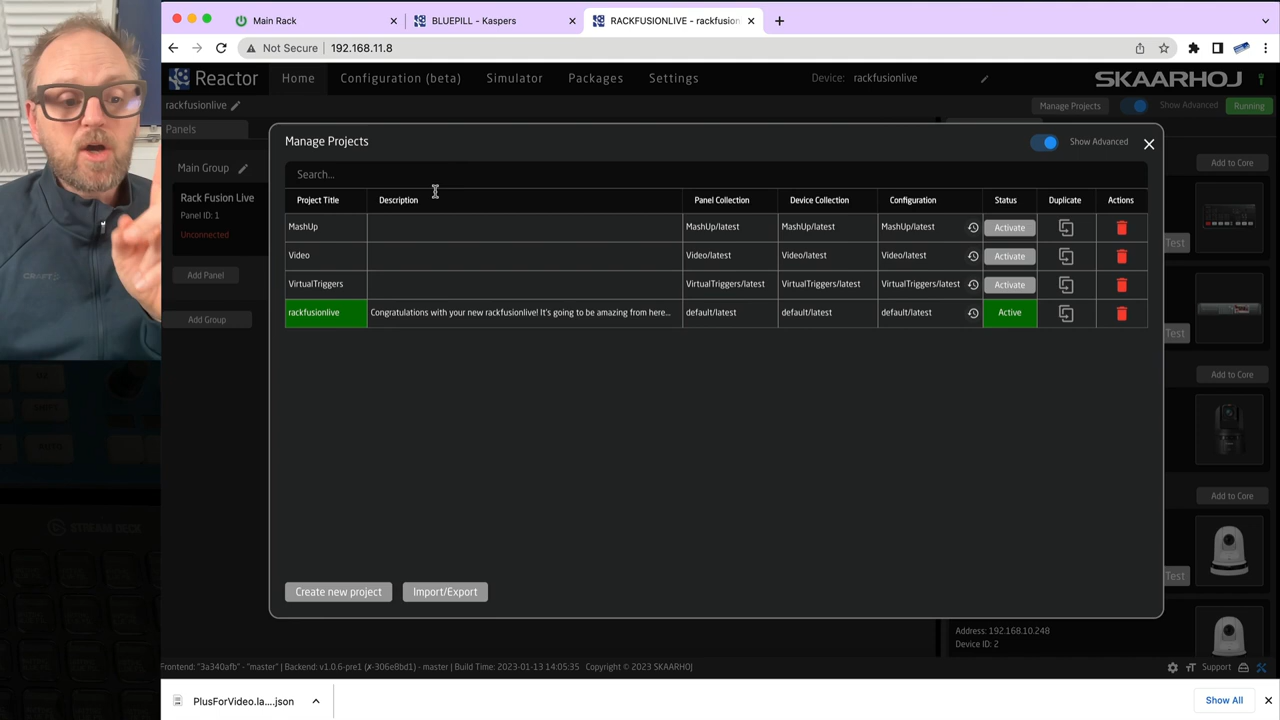 Main Rack
BLUEPILL - Kaspers
RACKFUSIONLIVE - rackfusion
Not Secure
192.168.11.8
Reactor
Home
Configuration (beta)
Simulator
Packages
Settings
Device:
rackfusionlive
SKAARHOJ
rackfusionlive
Manage Projects
Show Advanced
Running
Panels
Main Group
Rack Fusion Live
Panel ID: 1
Unconnected
Add Panel
Add Group
Manage Projects
Show Advanced
Search...
Project Title
Description
Panel Collection
Device Collection
Configuration
Status
Duplicate
Actions
MashUp
MashUp/latest
MashUp/latest
MashUp/latest
Activate
Video
Video/latest
Video/latest
Video/latest
Activate
VirtualTriggers
VirtualTriggers/latest
VirtualTriggers/latest
VirtualTriggers/latest
Activate
rackfusionlive
Congratulations with your new rackfusionlive! It's going to be amazing from here...
default/latest
default/latest
default/latest
Active
Create new project
Import/Export
Add to Core
Test
Test
Add to Core
Add to Core
Test
Address: 192.168.10.248
Device ID: 2
STREAM DECK
Frontend: "3a340afb" - "master" | Backend: v1.0.6-pre1 (✗-306e8bd1) - master | Build Time: 2023-01-13 14:05:35 Copyright © 2023 SKAARHOJ
Support
PlusForVideo.la....json
Show All